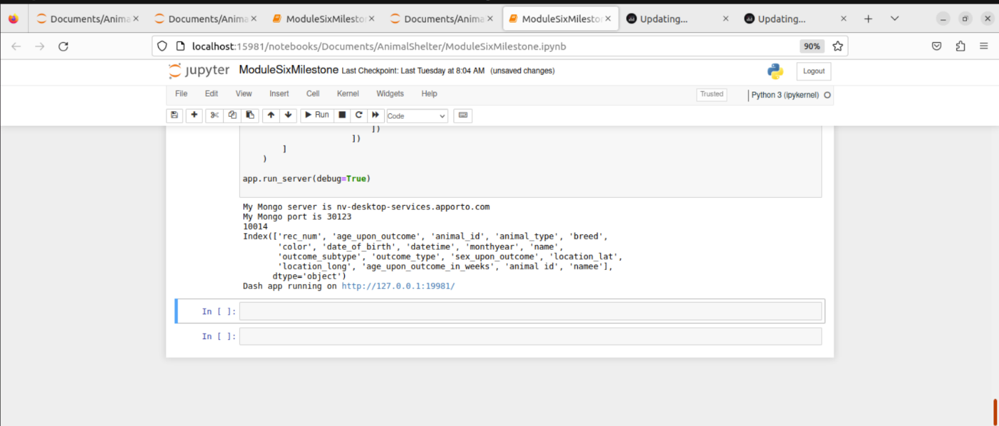 Documents/Anima
Documents/Anima
ModuleSixMilesto
Documents/Anima
ModuleSixMilesto
Updating...
Updating...
localhost:15981/notebooks/Documents/AnimalShelter/ModuleSixMilestone.ipynb
90%
jupyter ModuleSixMilestone Last Checkpoint: Last Tuesday at 8:04 AM (unsaved changes)
Logout
File Edit View Insert Cell Kernel Widgets Help
Trusted
Python 3 (ipykernel)
Run
Code
])
])
]
)
app.run_server(debug=True)
My Mongo server is nv-desktop-services.apporto.com
My Mongo port is 30123
10014
Index(['rec_num', 'age_upon_outcome', 'animal_id', 'animal_type', 'breed',
'color', 'date_of_birth', 'datetime', 'monthyear', 'name',
'outcome_subtype', 'outcome_type', 'sex_upon_outcome', 'location_lat',
'location_long', 'age_upon_outcome_in_weeks', 'animal id', 'namee'],
dtype='object')
Dash app running on http://127.0.0.1:19981/
In [ ]:
In [ ]: